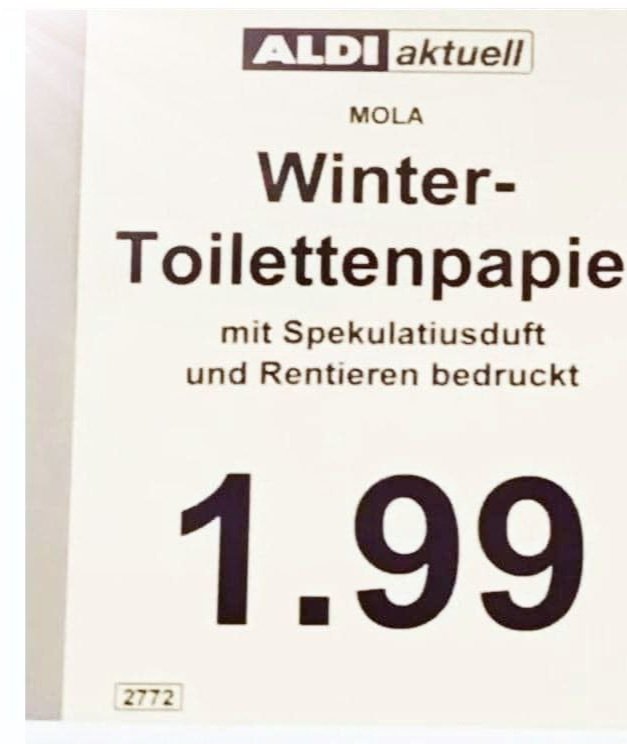 ALDI aktuell
MOLA
Winter-
Toilettenpapie
mit Spekulatiusduft
und Rentieren bedruckt
1.99
2772